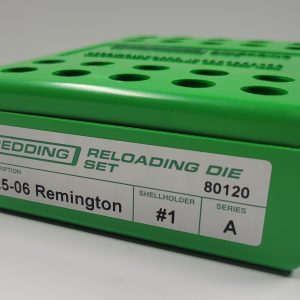 REDDING RELOADING DIE
SET
80120
SHELLHOLDER
SERIES
.5-06 Remington
#1
A